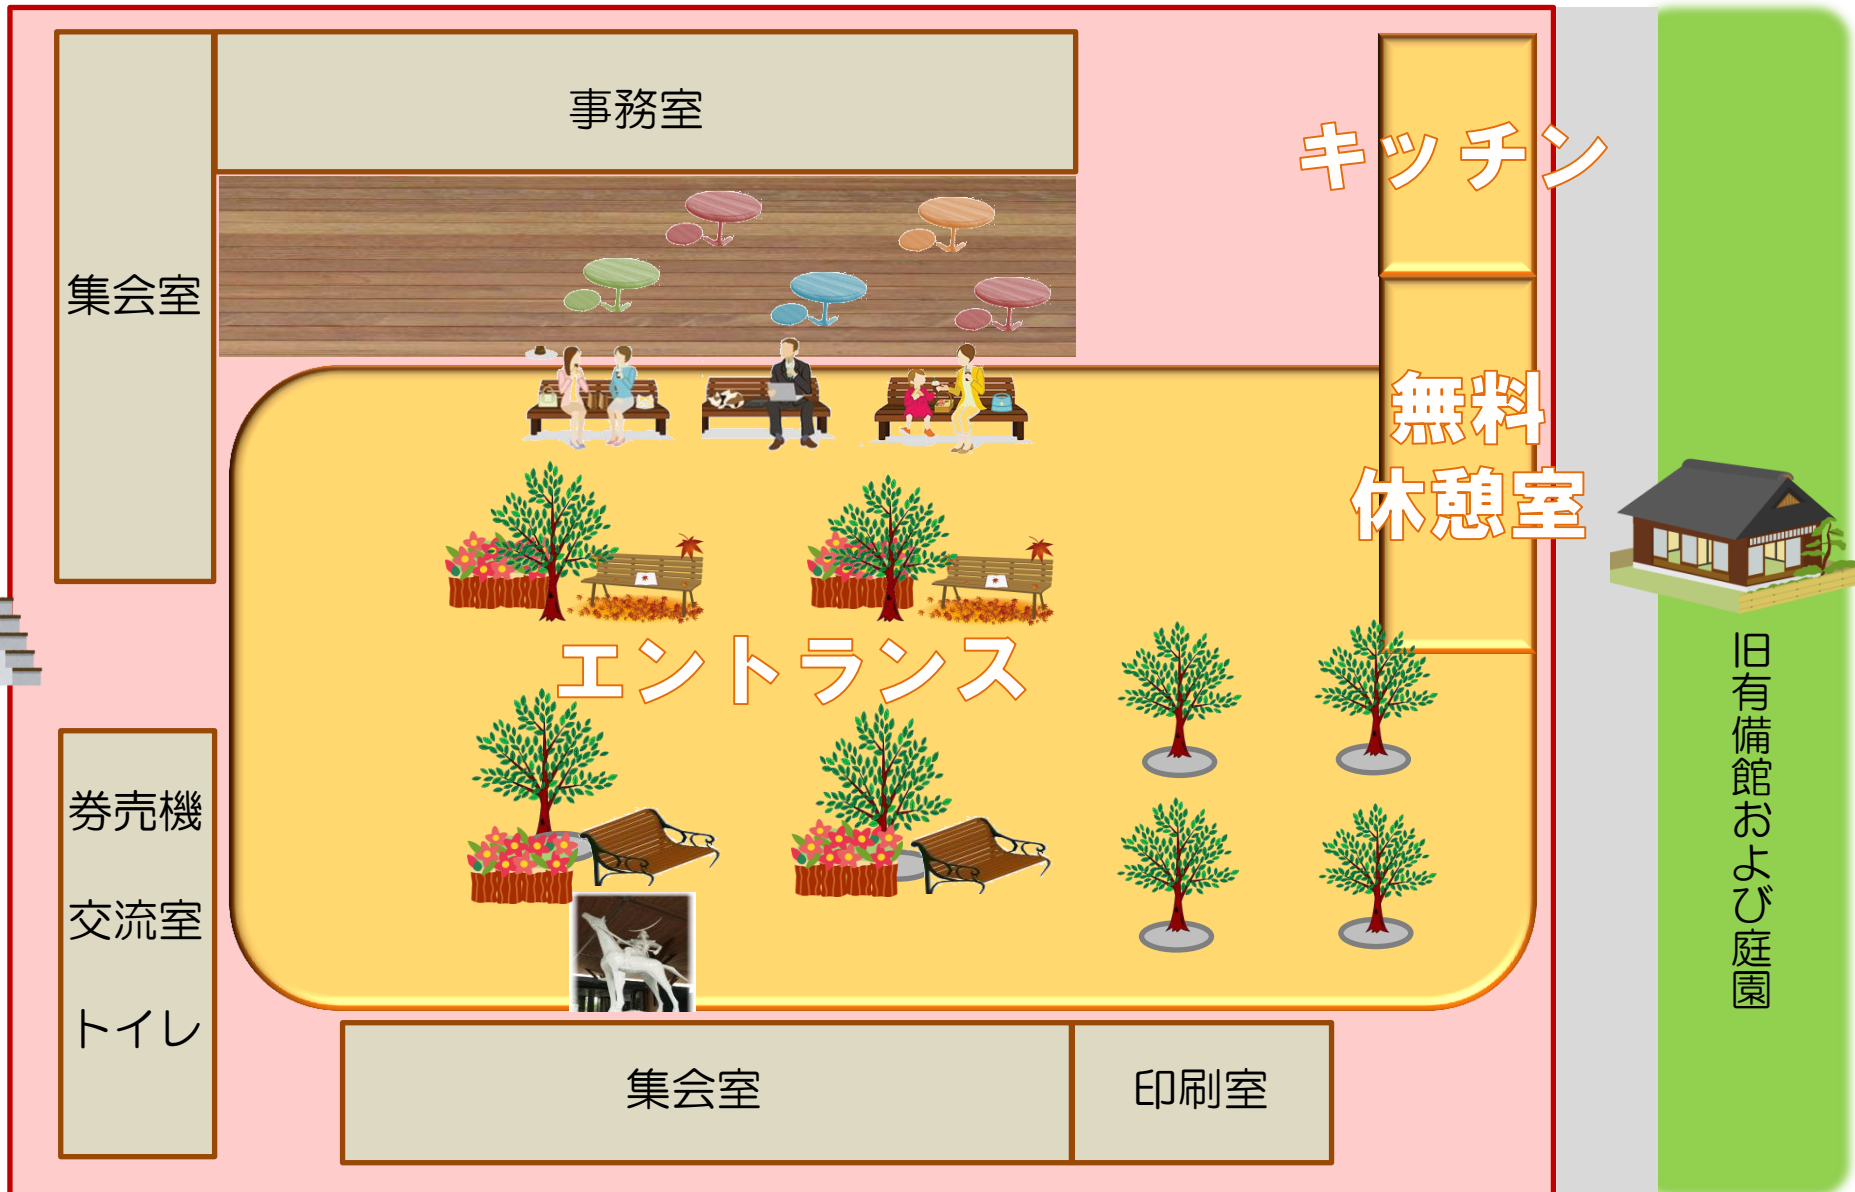 事務室
キッチン
集会室
無料
休憩室
エントランス
旧有備館および庭園
券売機
交流室
トイレ
集会室
印刷室